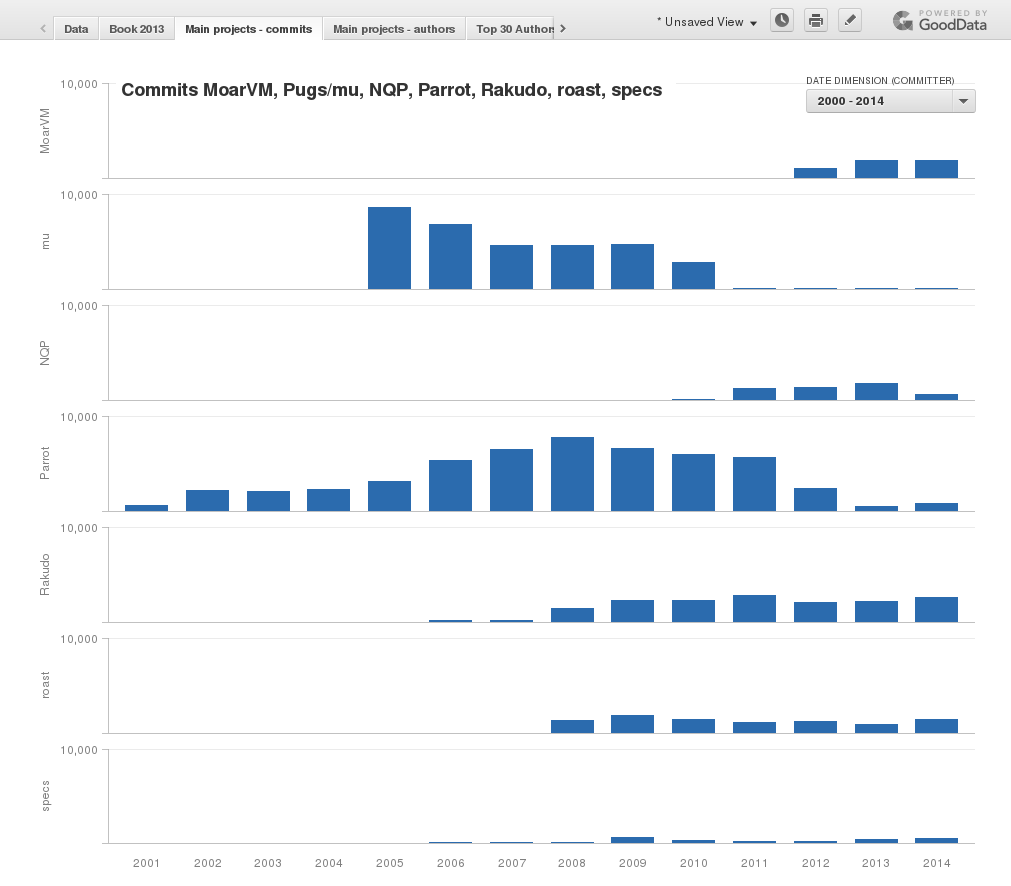 Data Book 2013 Main projects - commits Main projects - authors Top 30 Author
* Unsaved View
POWERED BY
GoodData
Commits MoarVM, Pugs/mu, NQP, Parrot, Rakudo, roast, specs
DATE DIMENSION (COMMITTER)
2000 - 2014
10,000
MoarVM
10,000
mu
10,000
NQP
10,000
Parrot
10,000
Rakudo
10,000
roast
10,000
specs
2001 2002 2003 2004 2005 2006 2007 2008 2009 2010 2011 2012 2013 2014